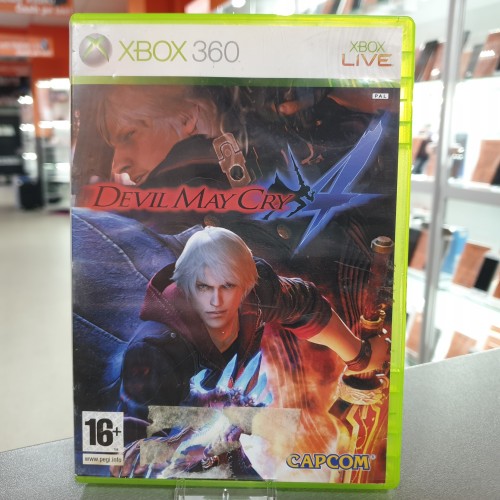 XBOX 360
XBOX
LIVE
PAL
DEVIL MAY CRY 4
16+
www.pegi.info
CAPCOM